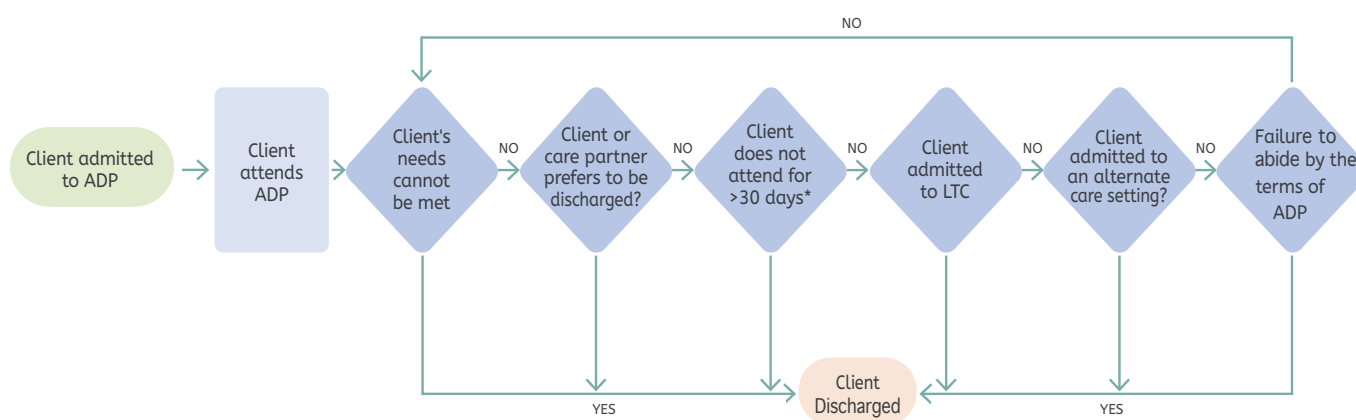 NO
Client admitted
to ADP
Client
attends
ADP
Client's
needs
cannot
be met
NO
Client or
care partner
prefers to be
discharged?
NO
Client
does not
attend for
>30 days*
NO
Client
admitted
to LTC
NO
Client
admitted to
an alternate
care setting?
NO
Failure to
abide by the
terms of
ADP
YES
Client
Discharged
YES